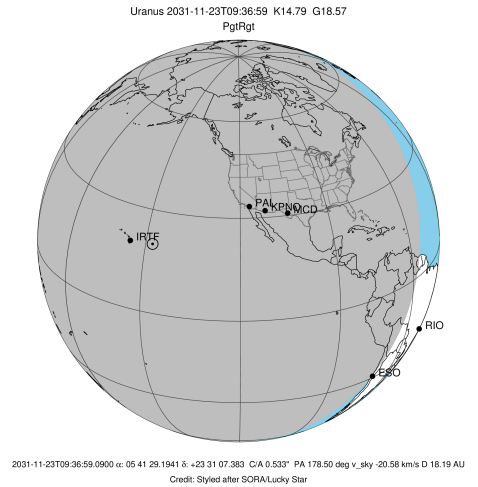 Uranus 2031-11-23T09:36:59 K14.79 G18.57
PgtRgt
PAL
KPNO
MCD
IRTF
RIO
ESO
2031-11-23T09:36:59.0900 α: 05 41 29.1941 δ: +23 31 07.383 C/A 0.533" PA 178.50 deg v_sky -20.58 km/s D 18.19 AU
Credit: Styled after SORA/Lucky Star